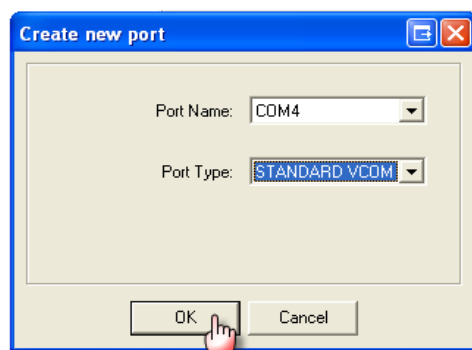 Create new port
Port Name: COM4
Port Type: STANDARD VCOM
OK Cancel